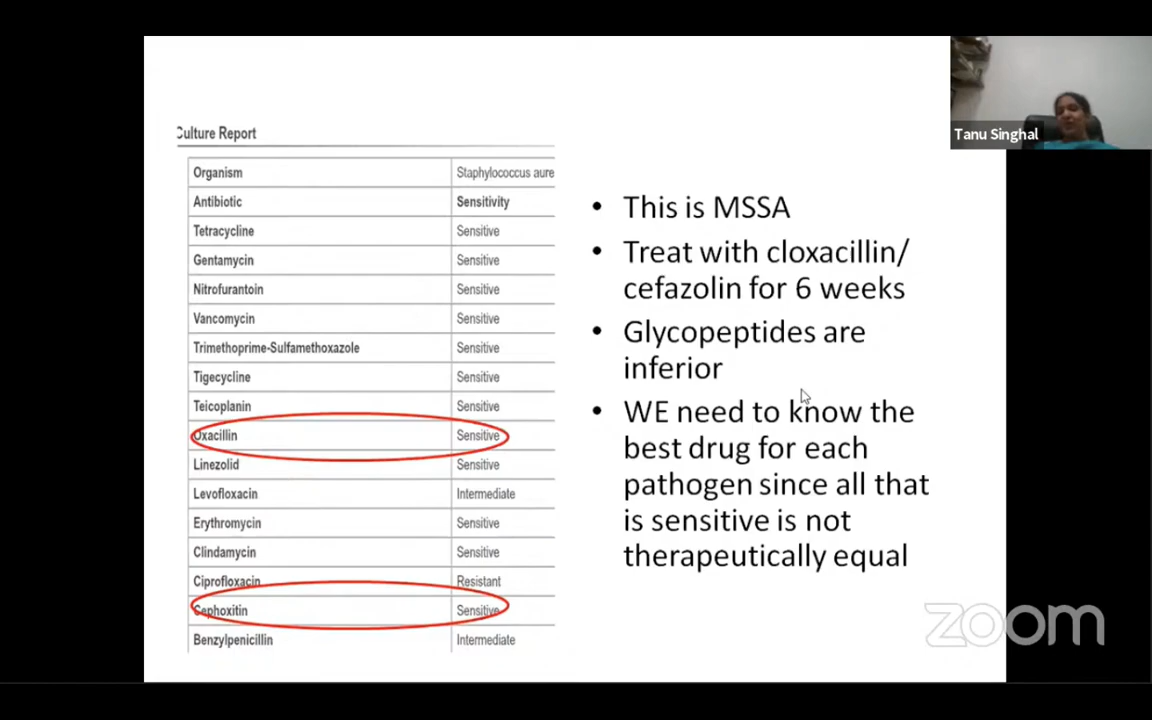 Tanu Singhal
Culture Report
Organism Staphylococcus aure
Antibiotic Sensitivity
Tetracycline Sensitive
Gentamycin Sensitive
Nitrofurantoin Sensitive
Vancomycin Sensitive
Trimethoprime-Sulfamethoxazole Sensitive
Tigecycline Sensitive
Teicoplanin Sensitive
Oxacillin Sensitive
Linezolid Sensitive
Levofloxacin Intermediate
Erythromycin Sensitive
Clindamycin Sensitive
Ciprofloxacin Resistant
Cephoxitin Sensitive
Benzylpenicillin Intermediate
• This is MSSA
• Treat with cloxacillin/
cefazolin for 6 weeks
• Glycopeptides are
inferior
• WE need to know the
best drug for each
pathogen since all that
is sensitive is not
therapeutically equal
zoom